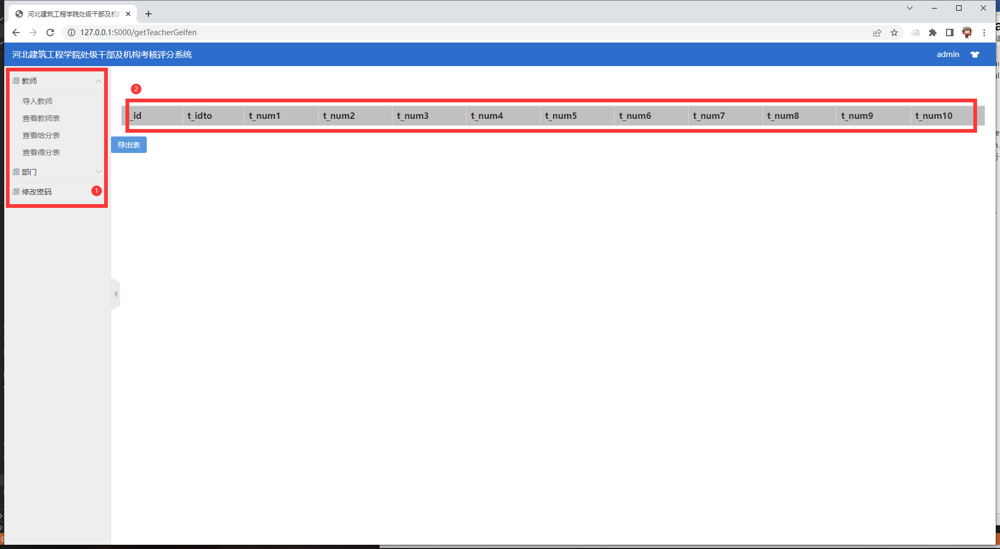 河北建筑工程学院处级干部及机
127.0.0.1:5000/getTeacherGeifen
河北建筑工程学院处级干部及机构考核评分系统
admin
教师
导入教师
查看教师表
查看给分表
查看得分表
部门
修改密码
1
2
_id t_idto t_num1 t_num2 t_num3 t_num4 t_num5 t_num6 t_num7 t_num8 t_num9 t_num10
导出表